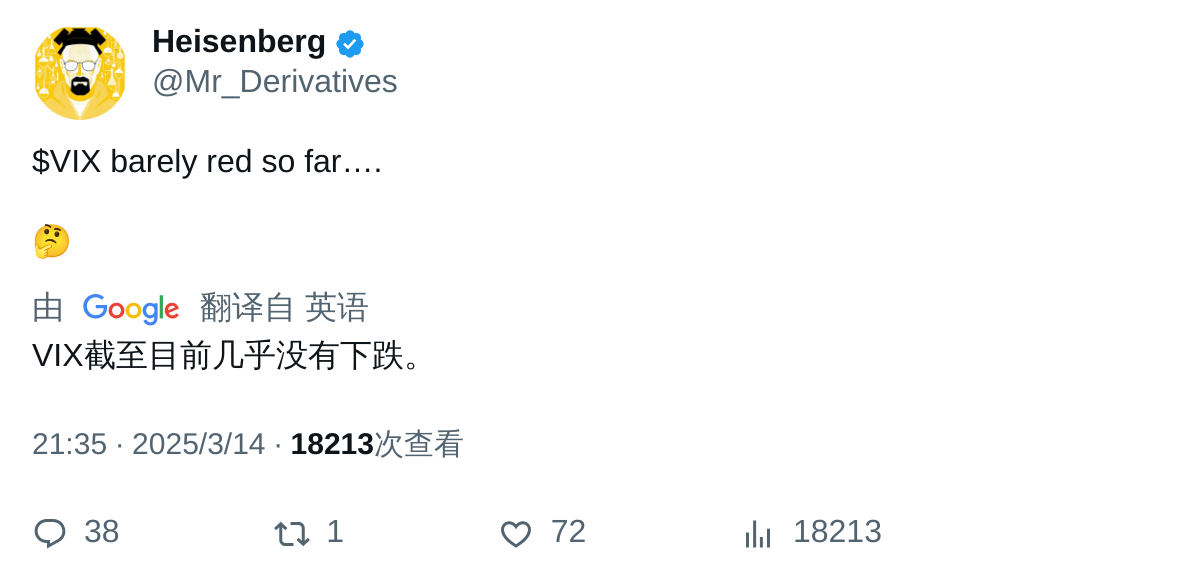 Heisenberg
@Mr_Derivatives
$VIX barely red so far….
🤔
由 Google 翻译自 英语
VIX截至目前几乎没有下跌。
21:35 · 2025/3/14 · 18213次查看
38 1 72 18213